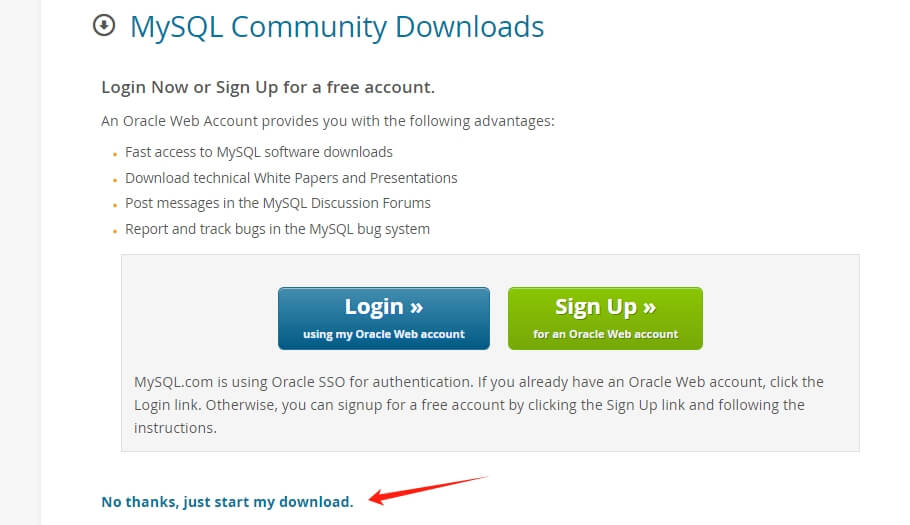 MySQL Community Downloads
Login Now or Sign Up for a free account.
An Oracle Web Account provides you with the following advantages:
Fast access to MySQL software downloads
Download technical White Papers and Presentations
Post messages in the MySQL Discussion Forums
Report and track bugs in the MySQL bug system
Login »
using my Oracle Web account
Sign Up »
for an Oracle Web account
MySQL.com is using Oracle SSO for authentication. If you already have an Oracle Web account, click the
Login link. Otherwise, you can signup for a free account by clicking the Sign Up link and following the
instructions.
No thanks, just start my download.